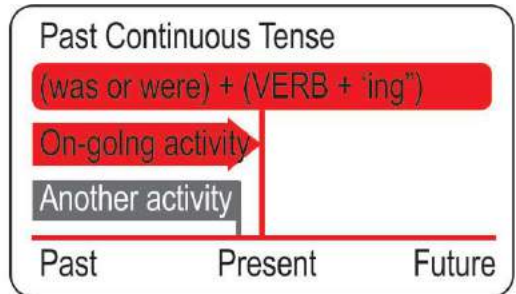 Past Continuous Tense
(was or were) + (VERB + ‘ing”)
On-going activity
Another activity
Past Present Future